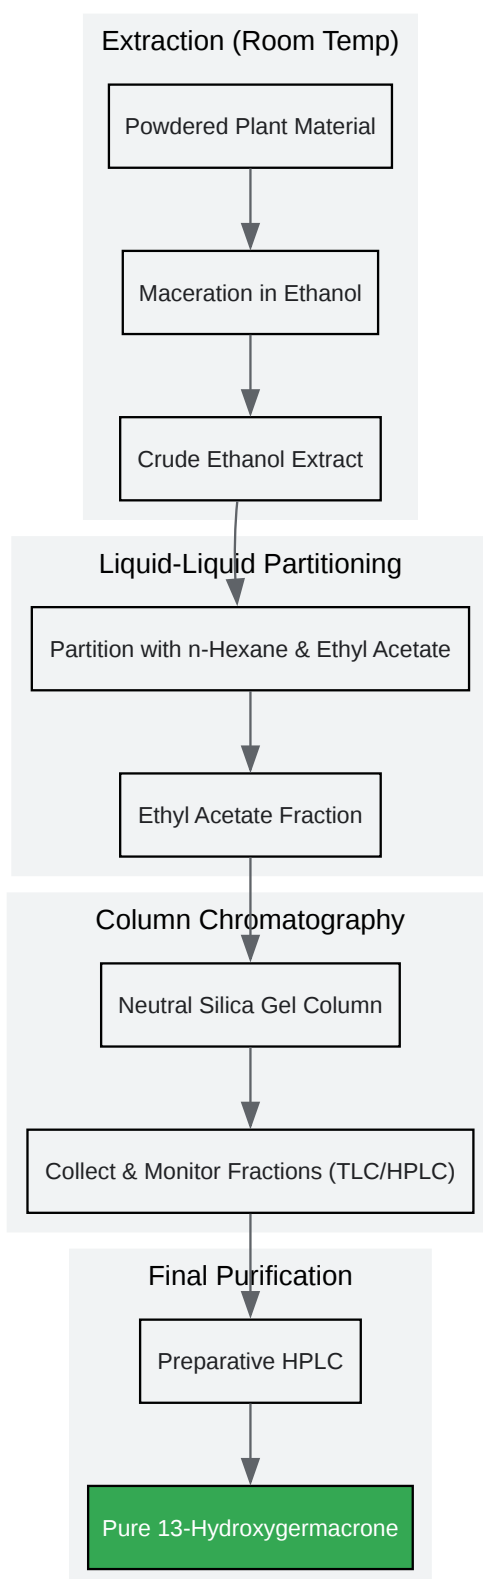 Extraction (Room Temp)
Powdered Plant Material
Maceration in Ethanol
Crude Ethanol Extract
Liquid-Liquid Partitioning
Partition with n-Hexane & Ethyl Acetate
Ethyl Acetate Fraction
Column Chromatography
Neutral Silica Gel Column
Collect & Monitor Fractions (TLC/HPLC)
Final Purification
Preparative HPLC
Pure 13-Hydroxygermacrone